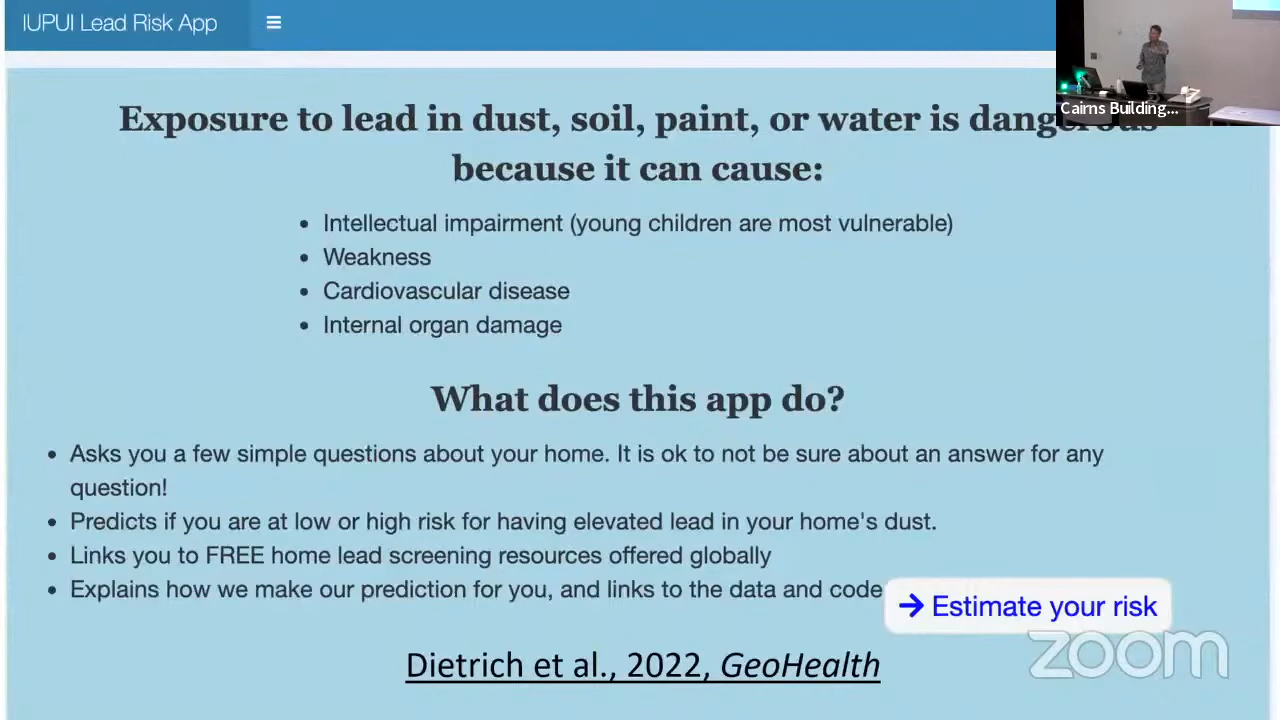 IUPUI Lead Risk App
Cairns Building...
Exposure to lead in dust, soil, paint, or water is dangerous
because it can cause:
• Intellectual impairment (young children are most vulnerable)
• Weakness
• Cardiovascular disease
• Internal organ damage
What does this app do?
• Asks you a few simple questions about your home. It is ok to not be sure about an answer for any
question!
• Predicts if you are at low or high risk for having elevated lead in your home's dust.
• Links you to FREE home lead screening resources offered globally
• Explains how we make our prediction for you, and links to the data and code
→ Estimate your risk
zoom
Dietrich et al., 2022, GeoHealth